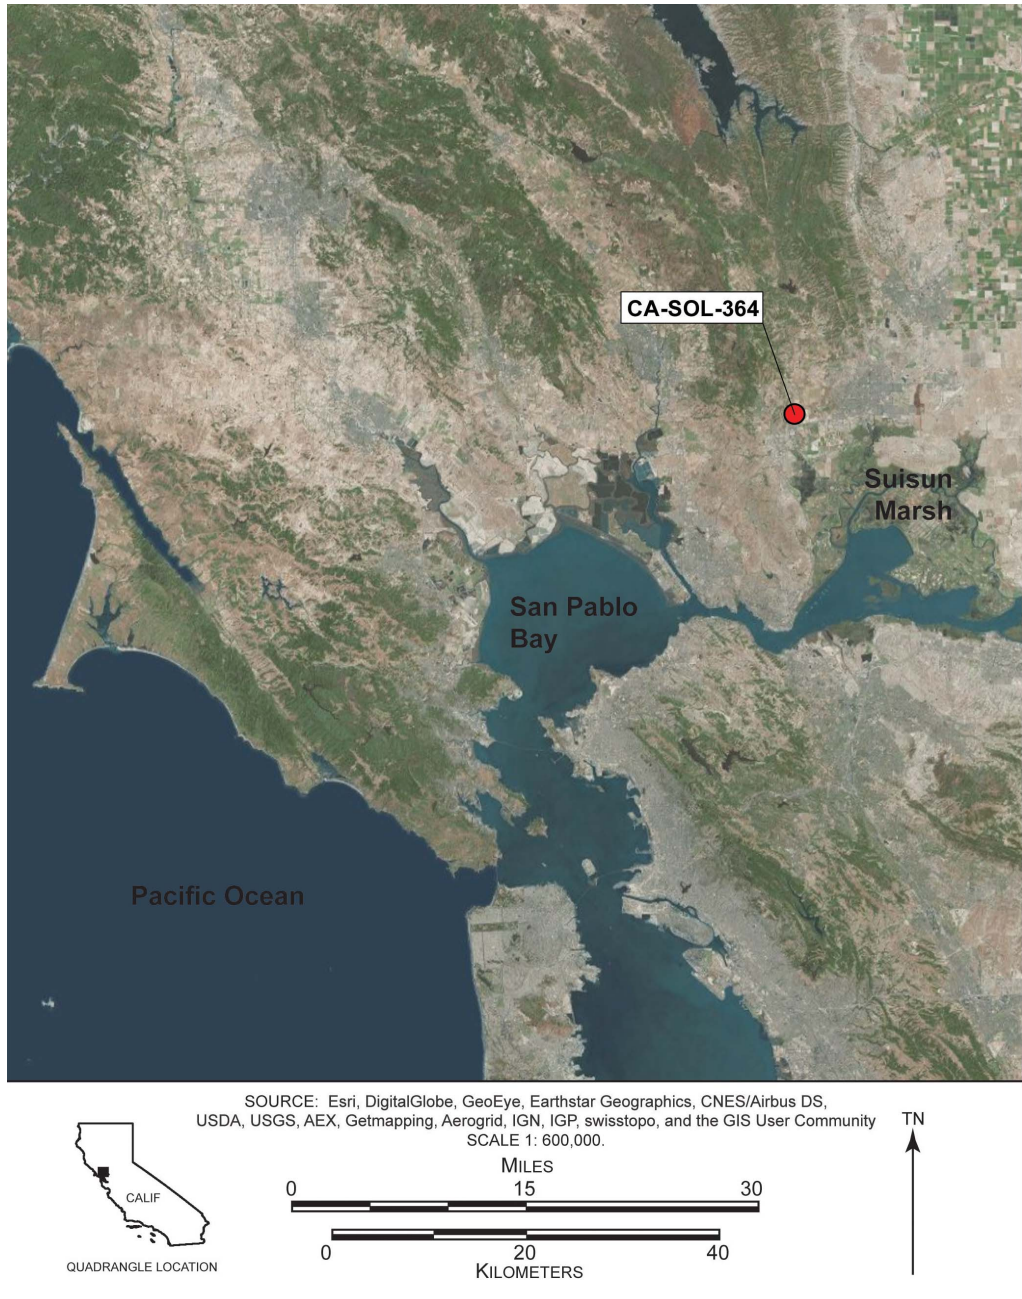 CA-SOL-364
Suisun
Marsh
San Pablo
Bay
Pacific Ocean
SOURCE: Esri, DigitalGlobe, GeoEye, Earthstar Geographics, CNES/Airbus DS,
USDA, USGS, AEX, Getmapping, Aerogrid, IGN, IGP, swisstopo, and the GIS User Community
SCALE 1: 600,000.
TN
MILES
0 15 30
CALIF
0 20 40
KILOMETERS
QUADRANGLE LOCATION